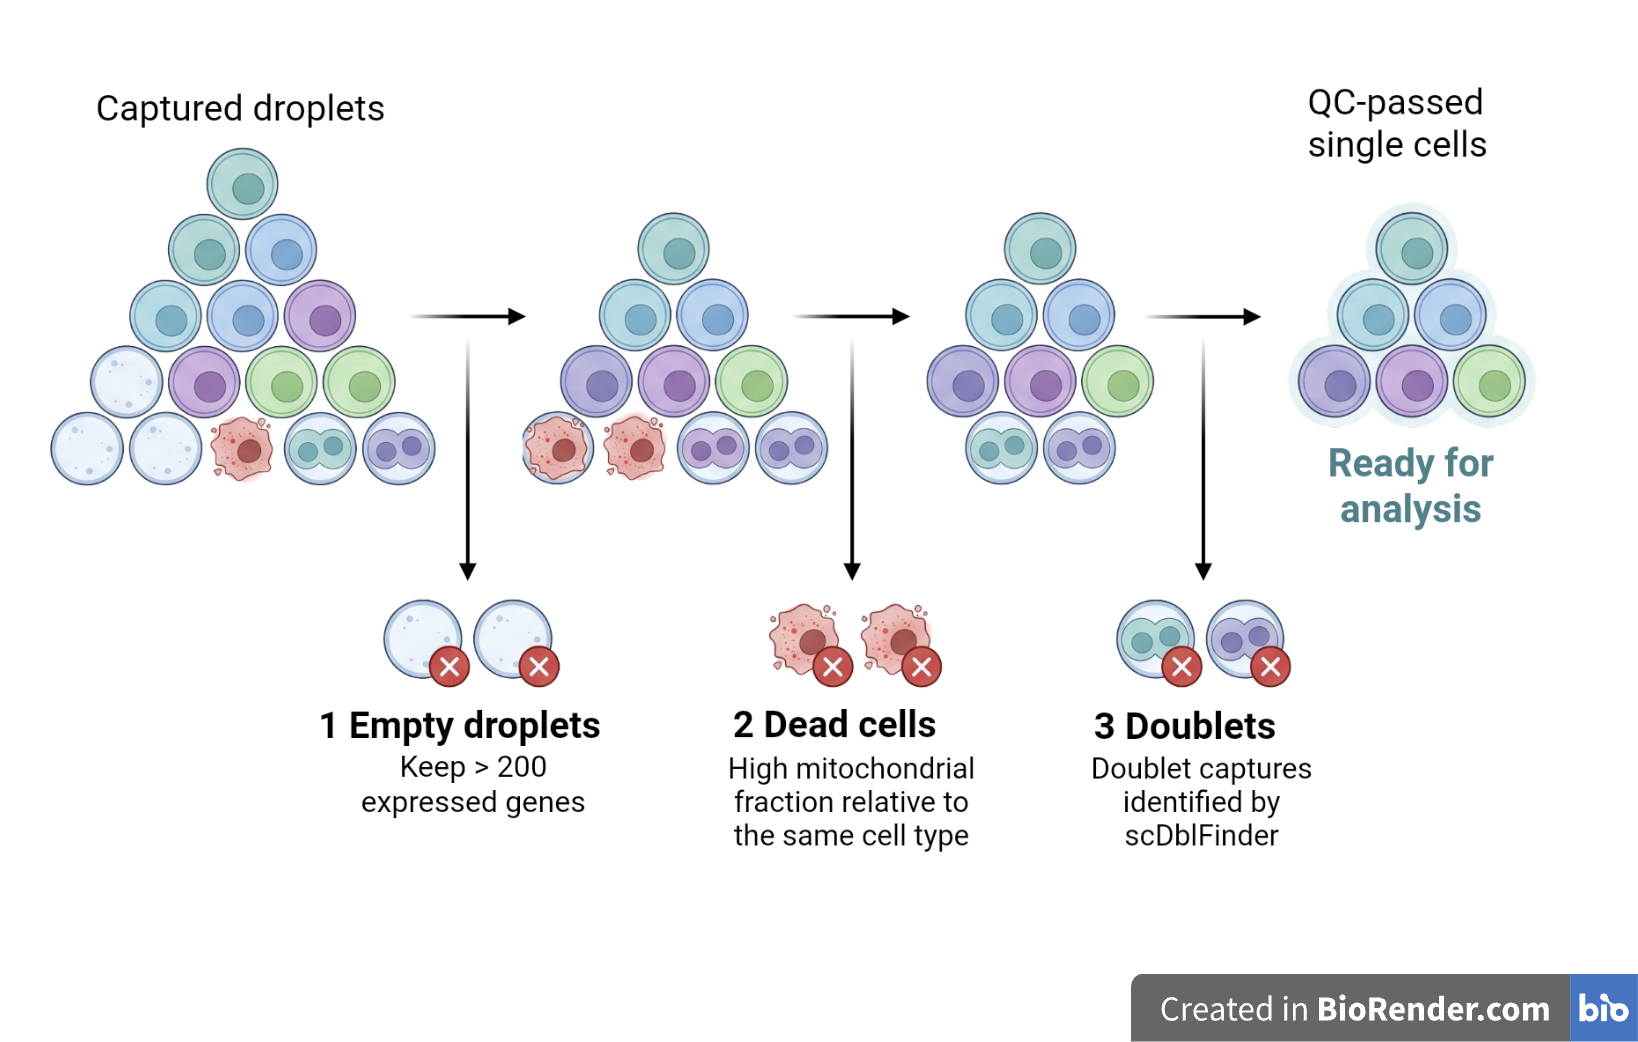 Captured droplets
QC-passed
single cells
Ready for
analysis
1 Empty droplets
Keep > 200
expressed genes
2 Dead cells
High mitochondrial
fraction relative to
the same cell type
3 Doublets
Doublet captures
identified by
scDblFinder
Created in BioRender.com bio